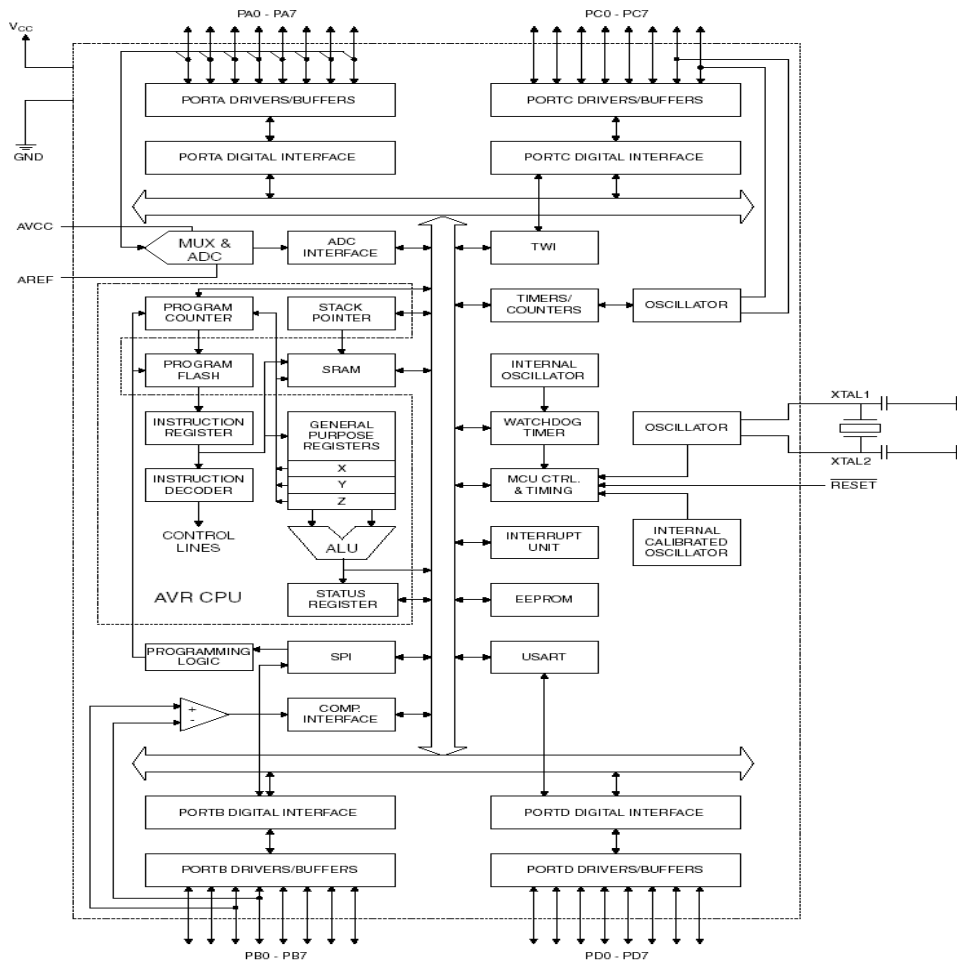 PA0 - PA7
PC0 - PC7
VCC
PORTA DRIVERS/BUFFERS
PORTC DRIVERS/BUFFERS
GND
PORTA DIGITAL INTERFACE
PORTC DIGITAL INTERFACE
AVCC
MUX &
ADC
ADC
INTERFACE
TWI
AREF
PROGRAM
COUNTER
STACK
POINTER
TIMERS/
COUNTERS
OSCILLATOR
PROGRAM
FLASH
SRAM
INTERNAL
OSCILLATOR
XTAL1
INSTRUCTION
REGISTER
GENERAL
PURPOSE
REGISTERS
WATCHDOG
TIMER
OSCILLATOR
XTAL2
X
INSTRUCTION
DECODER
Y
MCU CTRL.
& TIMING
RESET
Z
CONTROL
LINES
ALU
INTERRUPT
UNIT
INTERNAL
CALIBRATED
OSCILLATOR
AVR CPU
STATUS
REGISTER
EEPROM
PROGRAMMING
LOGIC
SPI
USART
+
-
COMP.
INTERFACE
PORTB DIGITAL INTERFACE
PORTD DIGITAL INTERFACE
PORTB DRIVERS/BUFFERS
PORTD DRIVERS/BUFFERS
PB0 - PB7
PD0 - PD7